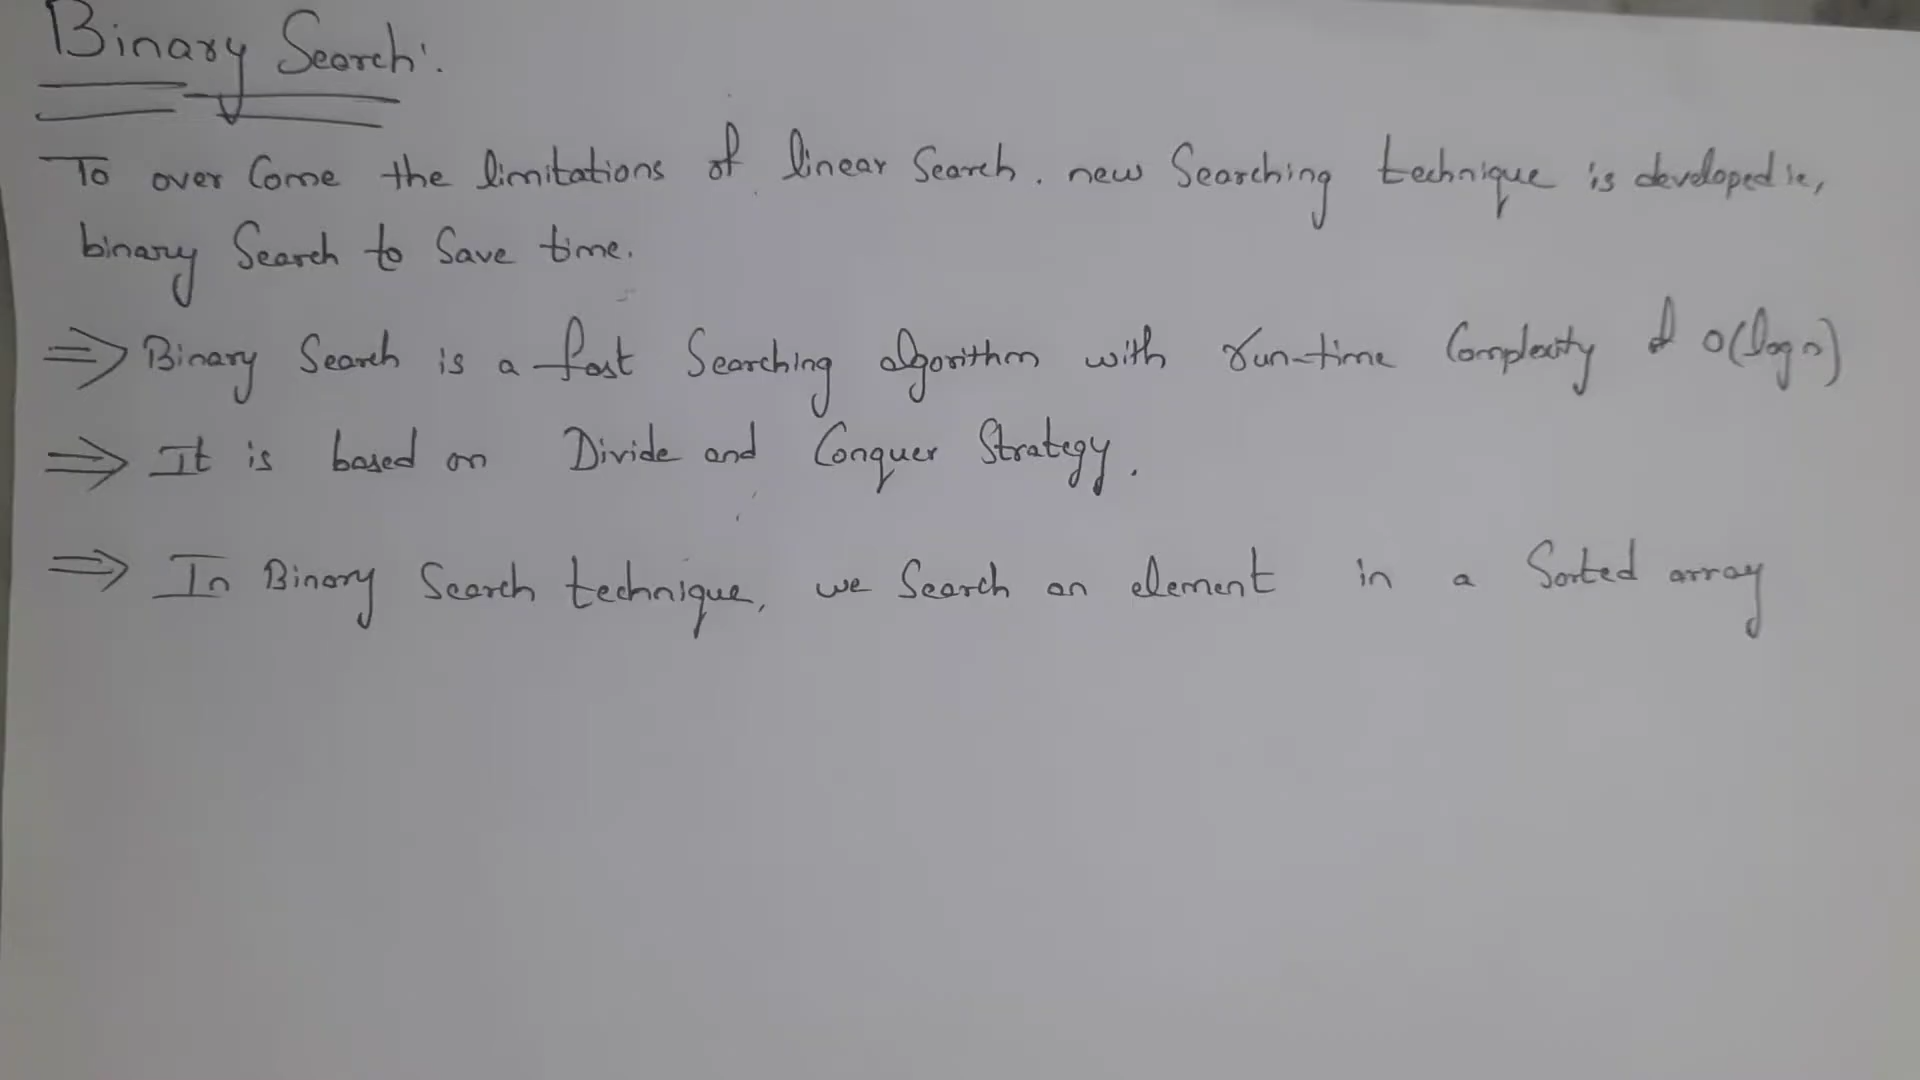 Binary Search:
To over Come the limitations of linear Search. new Searching technique is developed ie,
binary Search to Save time.
⇒ Binary Search is a fast Searching algorithm with run-time Complexity of O(log n)
⇒ It is based on Divide and Conquer Strategy.
⇒ In Binary Search technique, we Search an element in a Sorted array